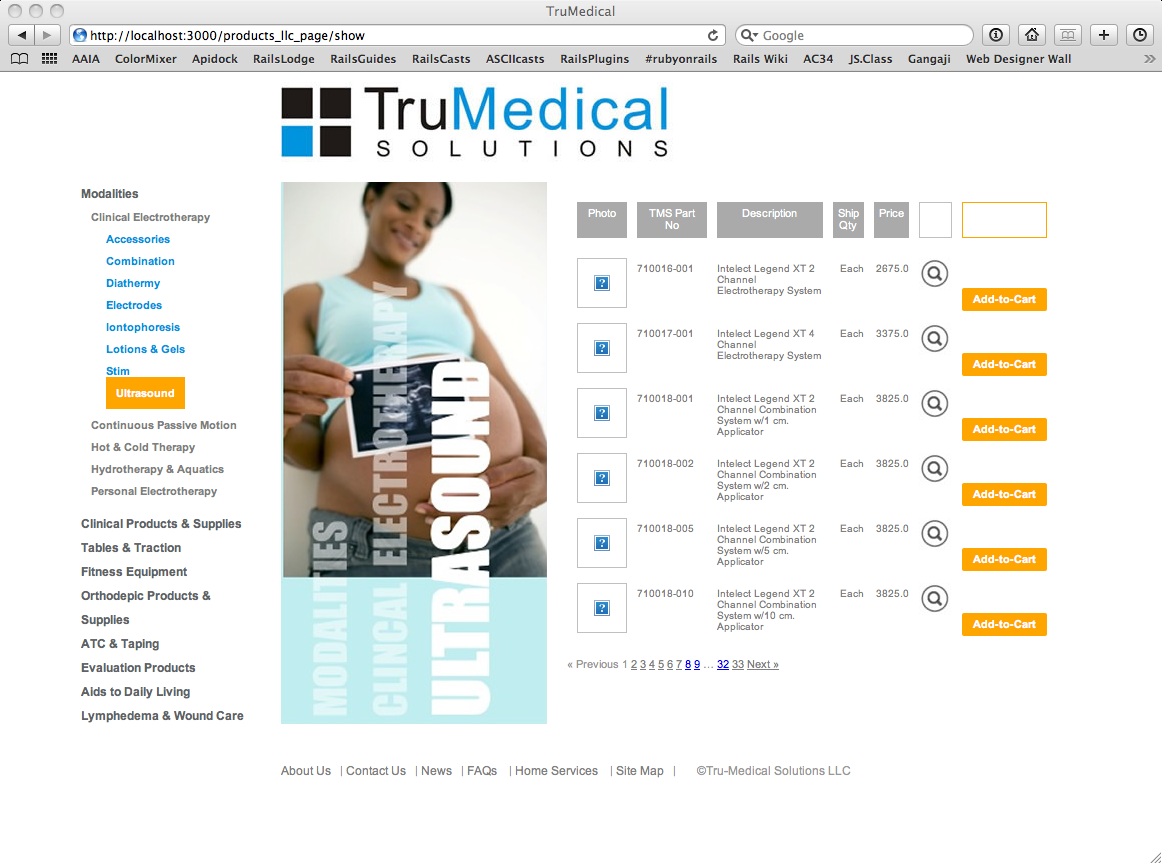 TruMedical
http://localhost:3000/products_llc_page/show
Google
AAIA ColorMixer Apidock RailsLodge RailsGuides RailsCasts ASCIIcasts RailsPlugins #rubyonrails Rails Wiki AC34 JS.Class Gangaji Web Designer Wall »
TruMedical
SOLUTIONS
Modalities
Clinical Electrotherapy
Accessories
Combination
Diathermy
Electrodes
Iontophoresis
Lotions & Gels
Stim
Ultrasound
Continuous Passive Motion
Hot & Cold Therapy
Hydrotherapy & Aquatics
Personal Electrotherapy
Clinical Products & Supplies
Tables & Traction
Fitness Equipment
Orthodepic Products &
Supplies
ATC & Taping
Evaluation Products
Aids to Daily Living
Lymphedema & Wound Care
MODALITIES
CLINCAL ELECTROTHERAPY
ULTRASOUND
Photo TMS Part Description Ship Price
No Qty
710016-001 Intelect Legend XT 2 Each 2675.0
Channel
Electrotherapy System
Add-to-Cart
710017-001 Intelect Legend XT 4 Each 3375.0
Channel
Electrotherapy System
Add-to-Cart
710018-001 Intelect Legend XT 2 Each 3825.0
Channel Combination
System w/1 cm.
Applicator
Add-to-Cart
710018-002 Intelect Legend XT 2 Each 3825.0
Channel Combination
System w/2 cm.
Applicator
Add-to-Cart
710018-005 Intelect Legend XT 2 Each 3825.0
Channel Combination
System w/5 cm.
Applicator
Add-to-Cart
710018-010 Intelect Legend XT 2 Each 3825.0
Channel Combination
System w/10 cm.
Applicator
Add-to-Cart
« Previous 1 2 3 4 5 6 7 8 9 … 32 33 Next »
About Us | Contact Us | News | FAQs | Home Services | Site Map | ©Tru-Medical Solutions LLC